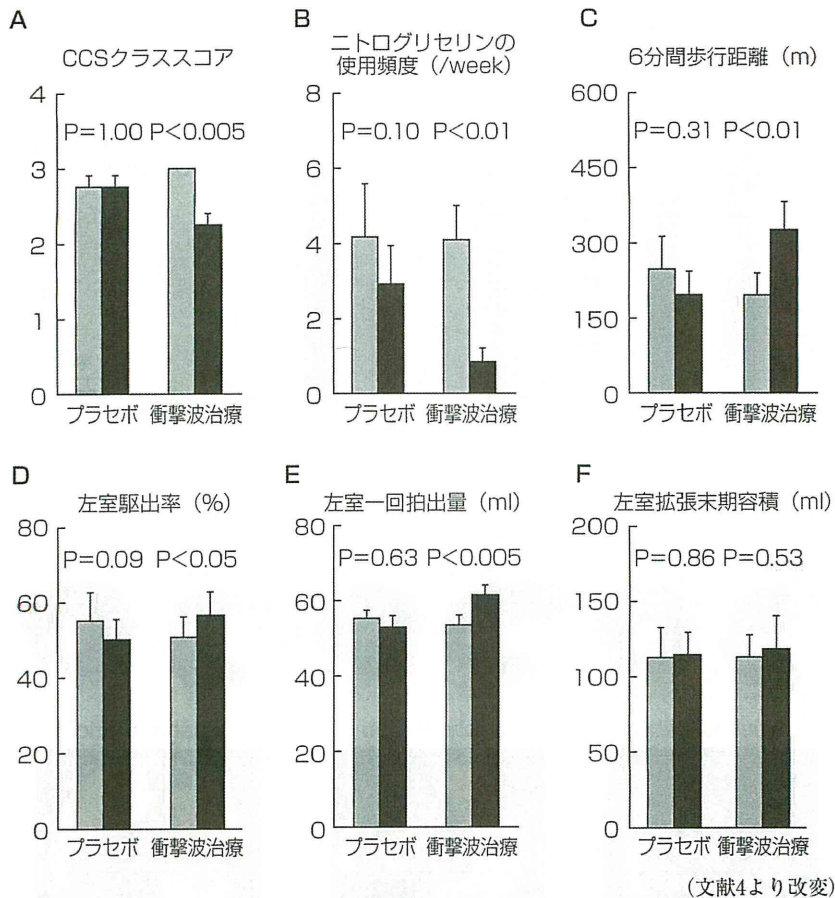 A
CCSクラススコア
4
3
2
1
0
P=1.00 P<0.005
プラセボ 衝撃波治療
B
ニトログリセリンの
使用頻度（/week）
8
6
4
2
0
P=0.10 P<0.01
プラセボ 衝撃波治療
C
6分間歩行距離（m）
600
450
300
150
0
P=0.31 P<0.01
プラセボ 衝撃波治療
D
左室駆出率（%）
80
60
40
20
0
P=0.09 P<0.05
プラセボ 衝撃波治療
E
左室一回拍出量（ml）
80
60
40
20
0
P=0.63 P<0.005
プラセボ 衝撃波治療
F
左室拡張末期容積（ml）
200
150
100
50
0
P=0.86 P=0.53
プラセボ 衝撃波治療
（文献4より改変）